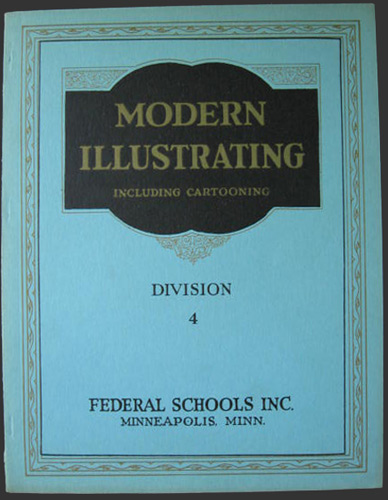 MODERN
ILLUSTRATING
INCLUDING CARTOONING
DIVISION
4
FEDERAL SCHOOLS INC.
MINNEAPOLIS, MINN.